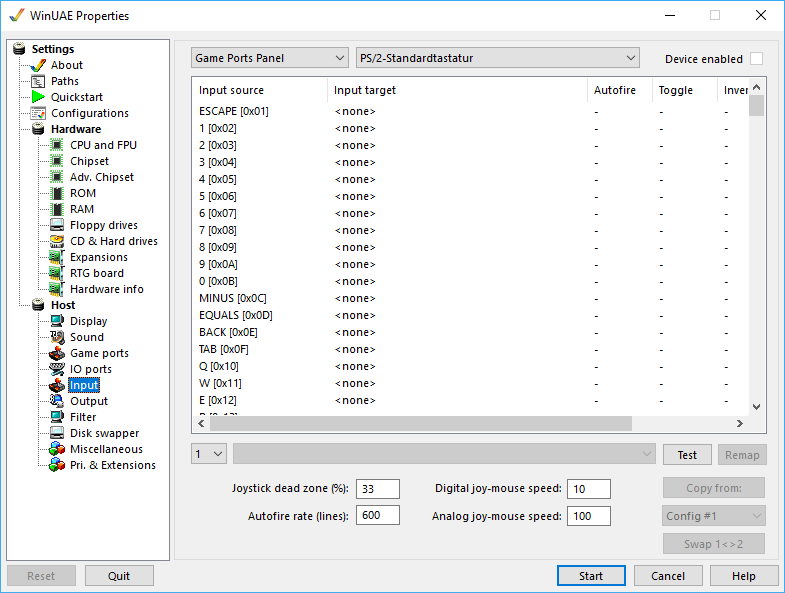 WinUAE Properties
Settings
About
Paths
Quickstart
Configurations
Hardware
CPU and FPU
Chipset
Adv. Chipset
ROM
RAM
Floppy drives
CD & Hard drives
Expansions
RTG board
Hardware info
Host
Display
Sound
Game ports
IO ports
Input
Output
Filter
Disk swapper
Miscellaneous
Pri. & Extensions
Game Ports Panel PS/2-Standardtastatur Device enabled
Input source Input target Autofire Toggle Inver
ESCAPE [0x01] <none> - - -
1 [0x02] <none> - - -
2 [0x03] <none> - - -
3 [0x04] <none> - - -
4 [0x05] <none> - - -
5 [0x06] <none> - - -
6 [0x07] <none> - - -
7 [0x08] <none> - - -
8 [0x09] <none> - - -
9 [0x0A] <none> - - -
0 [0x0B] <none> - - -
MINUS [0x0C] <none> - - -
EQUALS [0x0D] <none> - - -
BACK [0x0E] <none> - - -
TAB [0x0F] <none> - - -
Q [0x10] <none> - - -
W [0x11] <none> - - -
E [0x12] <none> - - -
1 Test Remap
Joystick dead zone (%): 33 Digital joy-mouse speed: 10 Copy from:
Autofire rate (lines): 600 Analog joy-mouse speed: 100 Config #1
Swap 1<>2
Reset Quit Start Cancel Help